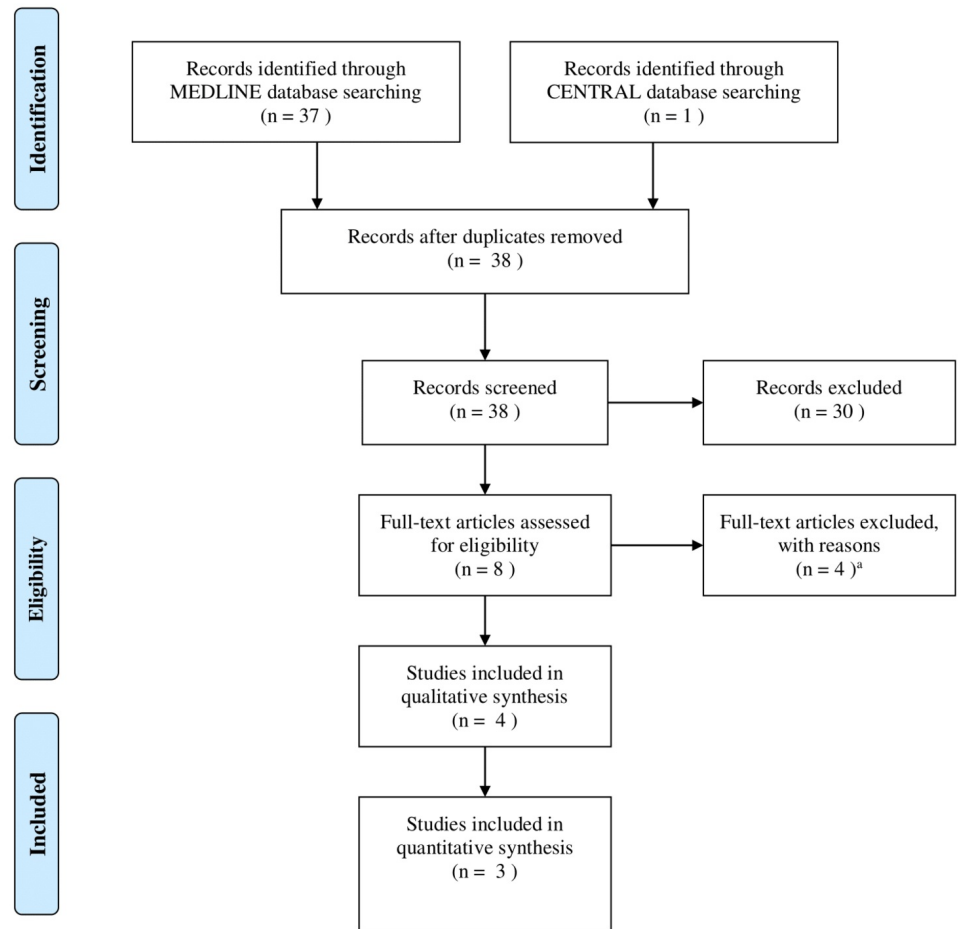 Identification
Records identified through
MEDLINE database searching
(n = 37 )
Records identified through
CENTRAL database searching
(n = 1 )
Records after duplicates removed
(n = 38 )
Screening
Records screened
(n = 38 )
Records excluded
(n = 30 )
Eligibility
Full-text articles assessed
for eligibility
(n = 8 )
Full-text articles excluded,
with reasons
(n = 4 )ᵃ
Studies included in
qualitative synthesis
(n = 4 )
Included
Studies included in
quantitative synthesis
(n = 3 )